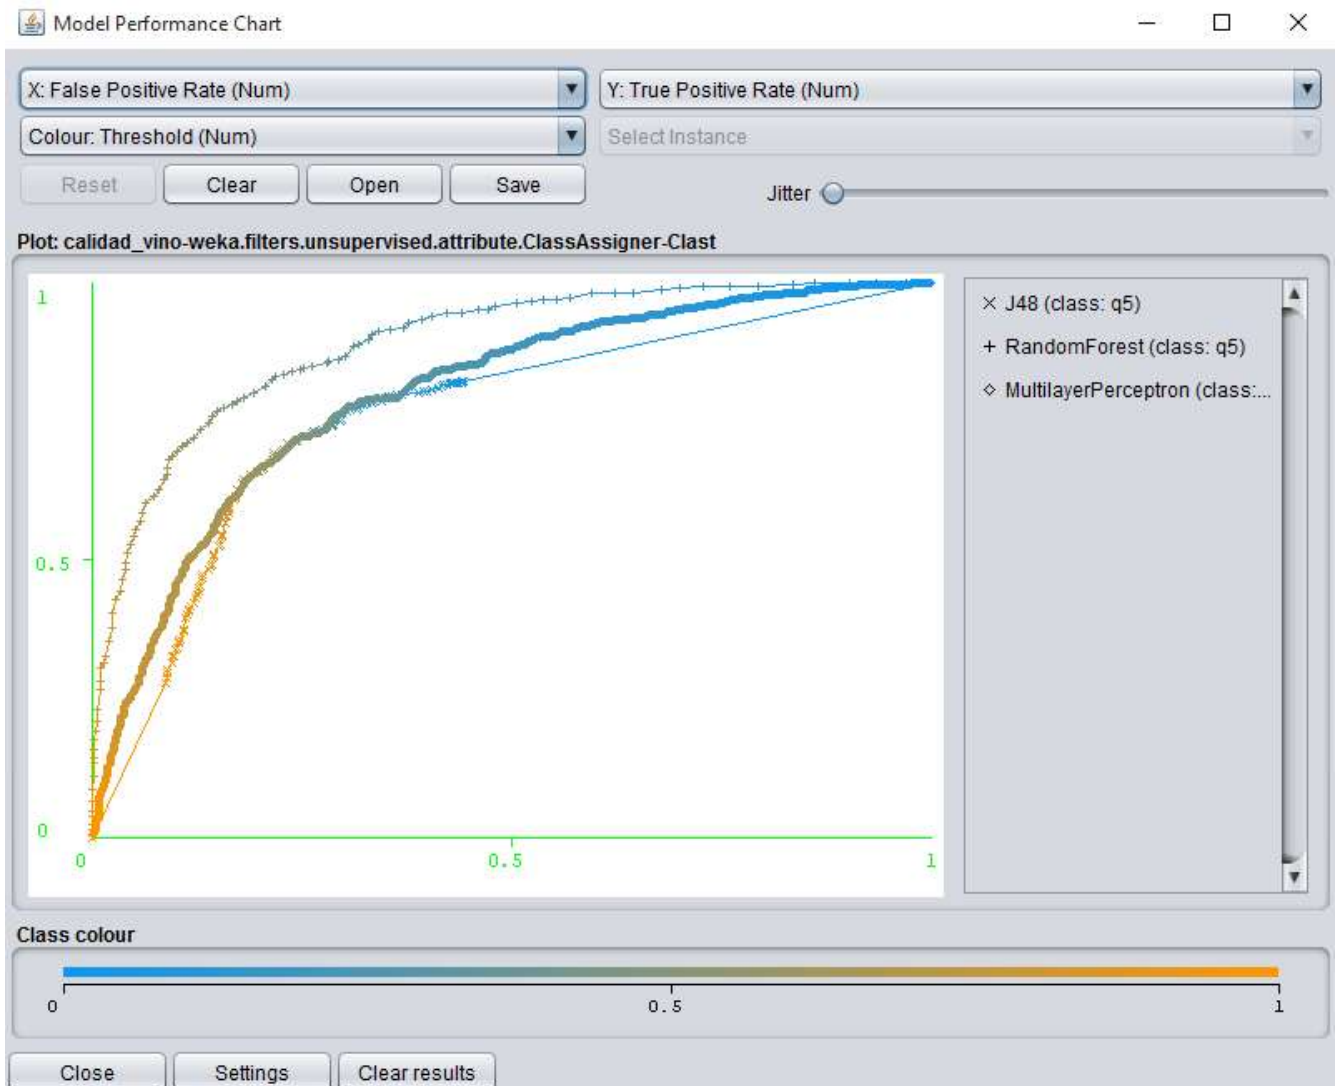 Model Performance Chart
X: False Positive Rate (Num)
Y: True Positive Rate (Num)
Colour: Threshold (Num)
Select Instance
Reset
Clear
Open
Save
Jitter
Plot: calidad_vino-weka.filters.unsupervised.attribute.ClassAssigner-Clast
1
0.5
0
0
0.5
1
× J48 (class: q5)
+ RandomForest (class: q5)
◇ MultilayerPerceptron (class:...
Class colour
0
0.5
1
Close
Settings
Clear results